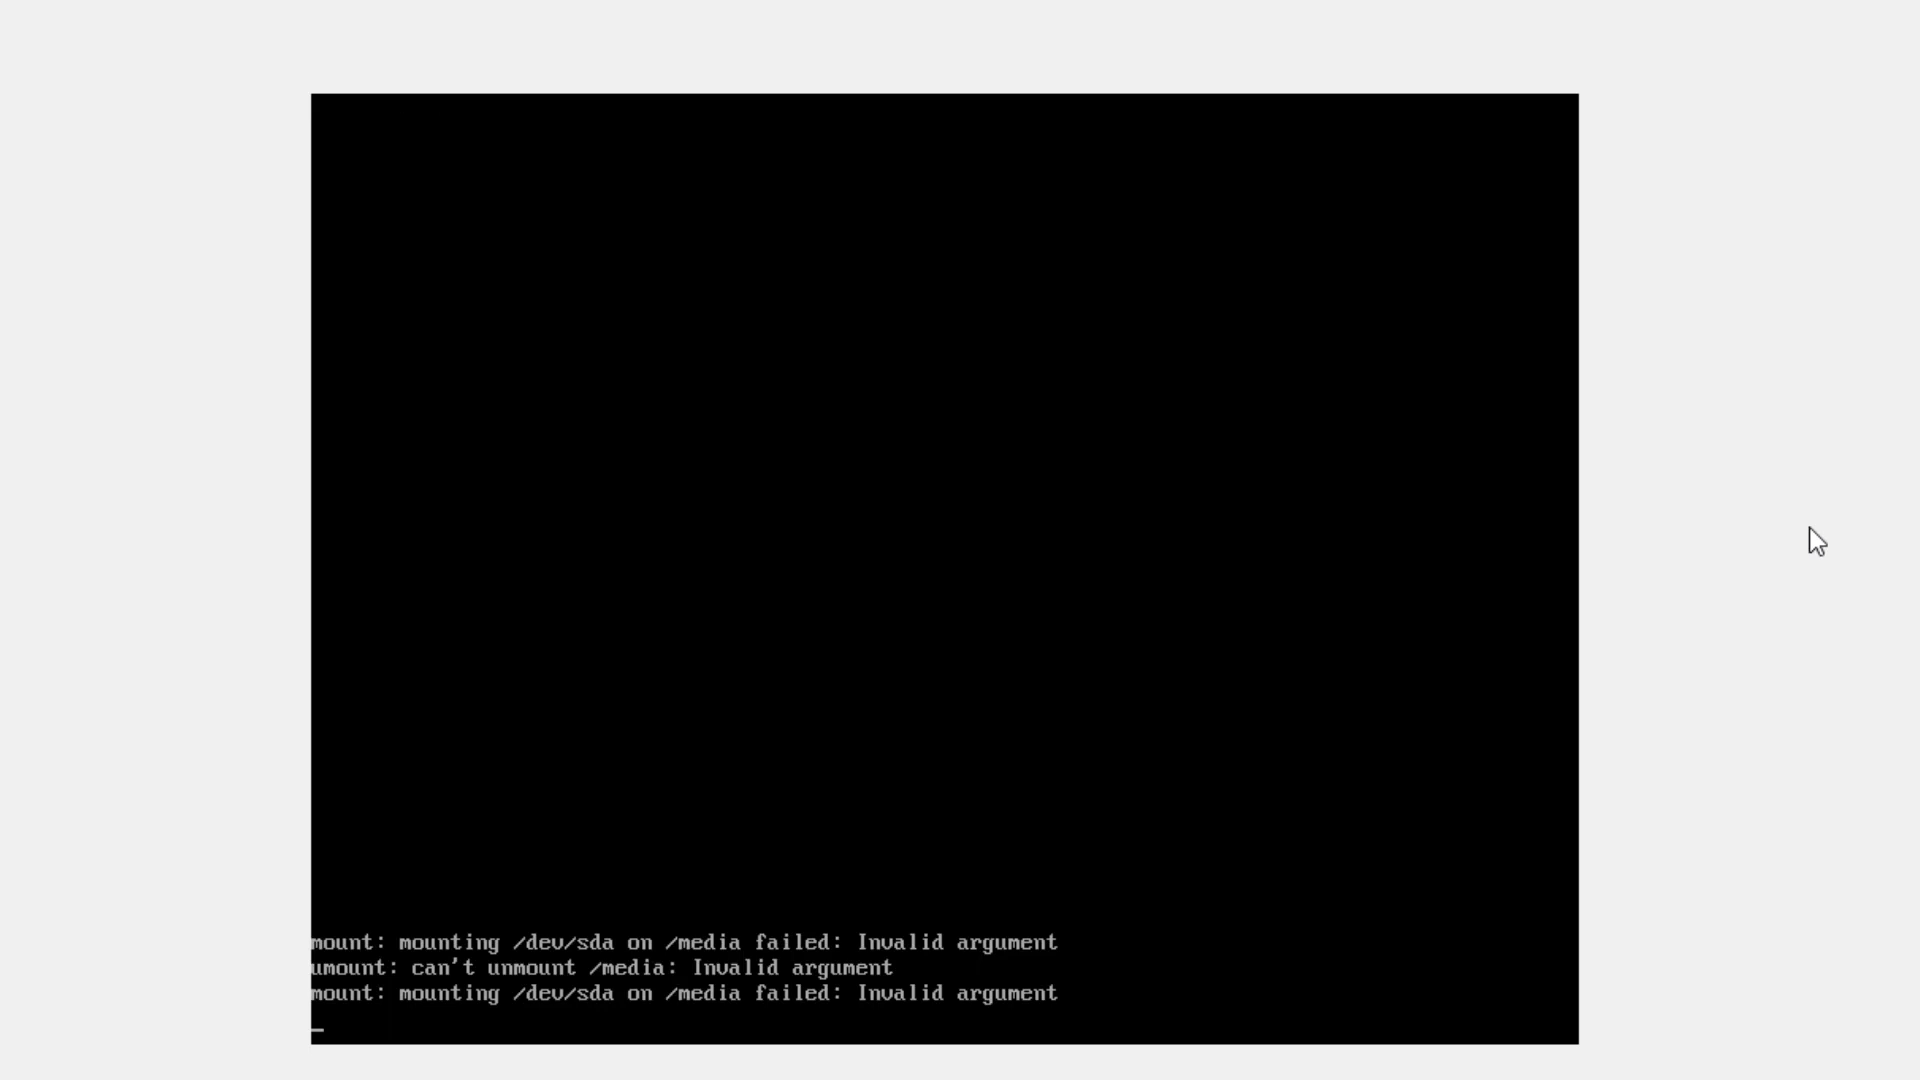 mount: mounting /dev/sda on /media failed: Invalid argument
umount: can't unmount /media: Invalid argument
mount: mounting /dev/sda on /media failed: Invalid argument